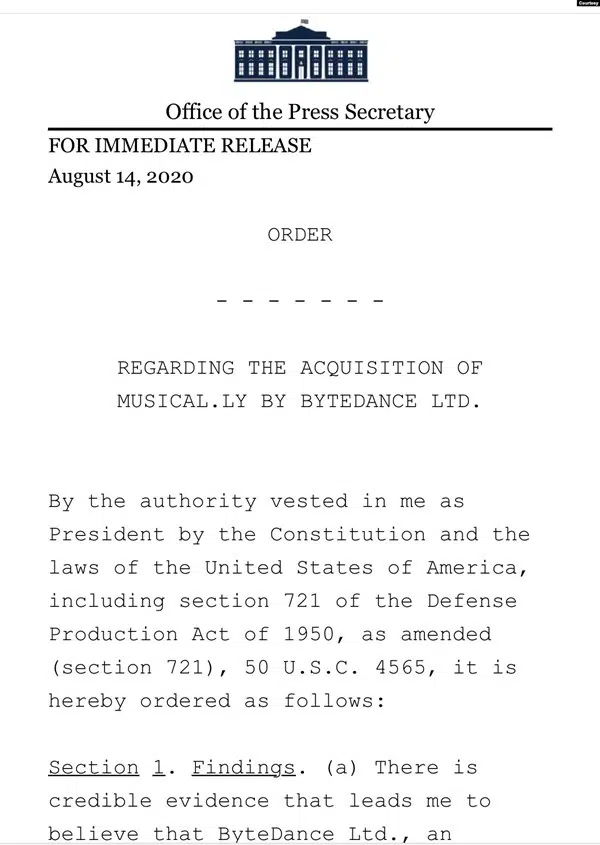 Courtesy
Office of the Press Secretary
FOR IMMEDIATE RELEASE
August 14, 2020
ORDER
- - - - - - -
REGARDING THE ACQUISITION OF
MUSICAL.LY BY BYTEDANCE LTD.
By the authority vested in me as
President by the Constitution and the
laws of the United States of America,
including section 721 of the Defense
Production Act of 1950, as amended
(section 721), 50 U.S.C. 4565, it is
hereby ordered as follows:
Section 1. Findings. (a) There is
credible evidence that leads me to
believe that ByteDance Ltd., an